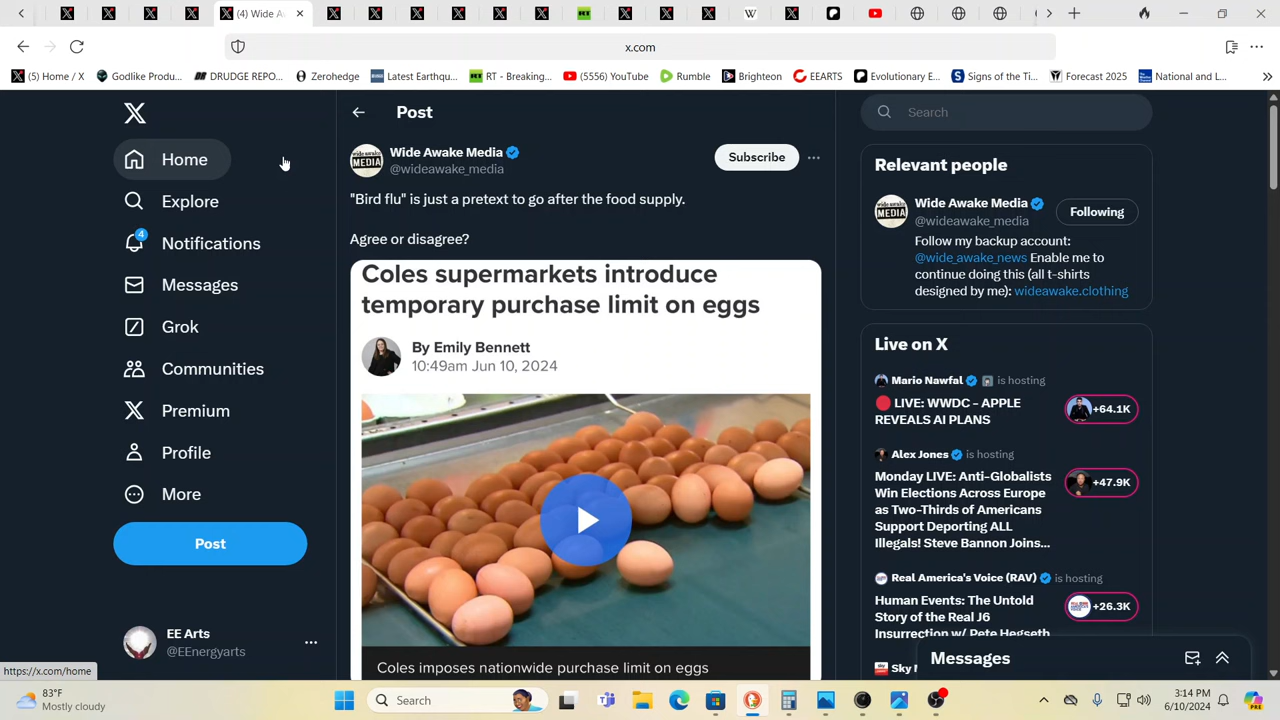 (4) Wide A
x.com
(5) Home / X
Godlike Produ...
DRUDGE REPO...
Zerohedge
Latest Earthqu...
RT - Breaking...
(5556) YouTube
Rumble
Brighteon
EEARTS
Evolutionary E...
Signs of the Ti...
Forecast 2025
National and L...
Home
Explore
4
Notifications
Messages
Grok
Communities
Premium
Profile
More
Post
EE Arts
@EEnergyarts
https://x.com/home
Post
Wide Awake Media
@wideawake_media
Subscribe
"Bird flu" is just a pretext to go after the food supply.
Agree or disagree?
Coles supermarkets introduce
temporary purchase limit on eggs
By Emily Bennett
10:49am Jun 10, 2024
Coles imposes nationwide purchase limit on eggs
Search
Relevant people
Wide Awake Media
@wideawake_media
Following
Follow my backup account:
@wide_awake_news Enable me to
continue doing this (all t-shirts
designed by me): wideawake.clothing
Live on X
Mario Nawfal is hosting
LIVE: WWDC - APPLE
REVEALS AI PLANS
+64.1K
Alex Jones is hosting
Monday LIVE: Anti-Globalists
Win Elections Across Europe
as Two-Thirds of Americans
Support Deporting ALL
Illegals! Steve Bannon Joins...
+47.9K
Real America's Voice (RAV) is hosting
Human Events: The Untold
Story of the Real J6
Insurrection w/ Pete Hegseth
+26.3K
Messages
83°F
Mostly cloudy
Search
3:14 PM
6/10/2024